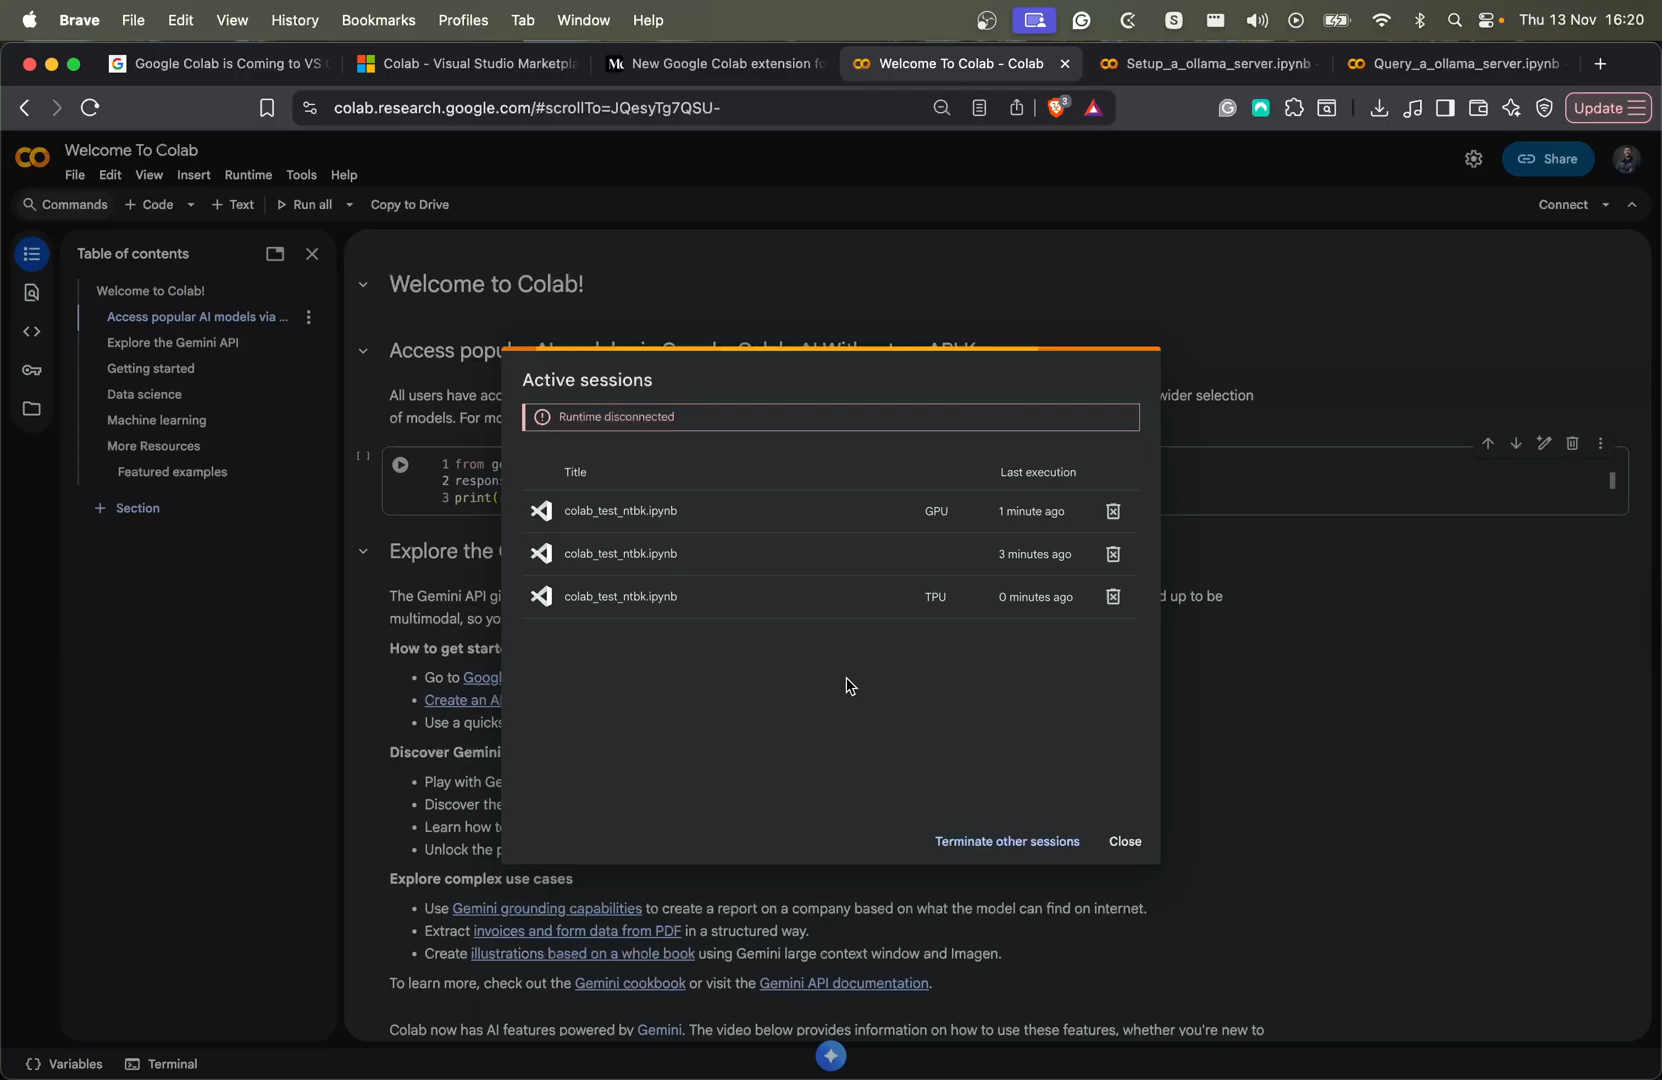 Brave File Edit View History Bookmarks Profiles Tab Window Help Thu 13 Nov 16:20
Google Colab is Coming to VS Colab - Visual Studio Marketpla New Google Colab extension fo Welcome To Colab - Colab Setup_a_ollama_server.ipynb Query_a_ollama_server.ipynb
colab.research.google.com/#scrollTo=JQesyTg7QSU- 3 Update
Welcome To Colab
File Edit View Insert Runtime Tools Help
Share
Commands + Code + Text Run all Copy to Drive Connect
Table of contents
Welcome to Colab!
Access popular AI models via ...
Explore the Gemini API
Getting started
Data science
Machine learning
More Resources
Featured examples
+ Section
Welcome to Colab!
Access popu
All users have acc wider selection
of models. For mo
[ ] 1 from g
2 respon
3 print(
Active sessions
Runtime disconnected
Title Last execution
colab_test_ntbk.ipynb GPU 1 minute ago
colab_test_ntbk.ipynb 3 minutes ago
colab_test_ntbk.ipynb TPU 0 minutes ago
Terminate other sessions Close
Explore the
The Gemini API gi d up to be
multimodal, so yo
How to get start
• Go to Googl
• Create an A
• Use a quicks
Discover Gemini
• Play with Ge
• Discover the
• Learn how t
• Unlock the p
Explore complex use cases
• Use Gemini grounding capabilities to create a report on a company based on what the model can find on internet.
• Extract invoices and form data from PDF in a structured way.
• Create illustrations based on a whole book using Gemini large context window and Imagen.
To learn more, check out the Gemini cookbook or visit the Gemini API documentation.
Colab now has AI features powered by Gemini. The video below provides information on how to use these features, whether you're new to
Variables Terminal